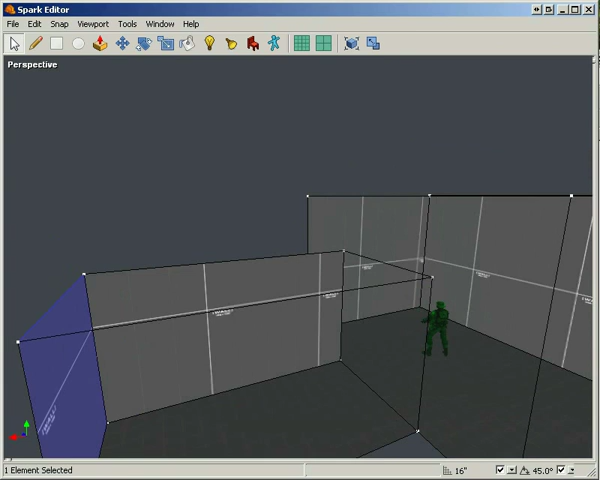 Spark Editor
File Edit Snap Viewport Tools Window Help
Perspective
1 Element Selected
16"
45.0°